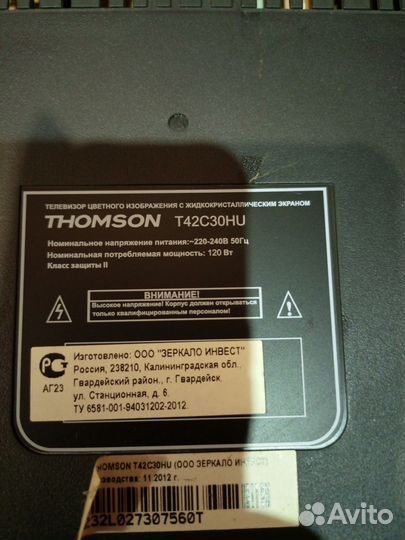 ТЕЛЕВИЗОР ЦВЕТНОГО ИЗОБРАЖЕНИЯ С ЖИДКОКРИСТАЛЛИЧЕСКИМ ЭКРАНОМ
THOMSON T42C30HU
Номинальное напряжение питания:~220-240В 50Гц
Номинальная потребляемая мощность: 120 Вт
Класс защиты II
ВНИМАНИЕ!
Высокое напряжение! Корпус должен открываться
только квалифицированным персоналом!
Изготовлено: ООО "ЗЕРКАЛО ИНВЕСТ"
Россия, 238210, Калининградская обл.,
Гвардейский район., г. Гвардейск,
ул. Станционная, д. 6.
ТУ 6581-001-94031202-2012.
АГ23
HOMSON T42C30HU (ООО ЗЕРКАЛО ИНВЕСТ)
роизводства: 11.2012 г.
232L027307560T
Avito